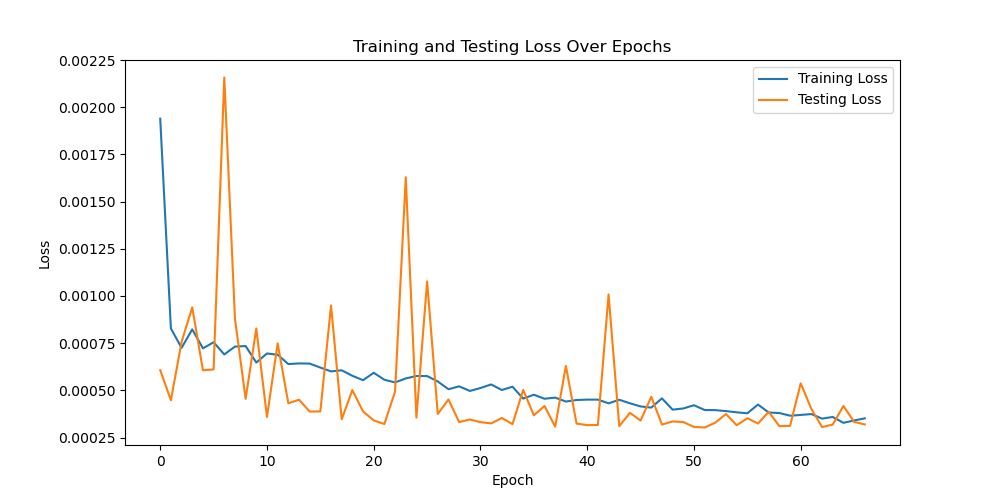 Training and Testing Loss Over Epochs
Training Loss
Testing Loss
Loss
0.00225
0.00200
0.00175
0.00150
0.00125
0.00100
0.00075
0.00050
0.00025
0 10 20 30 40 50 60
Epoch